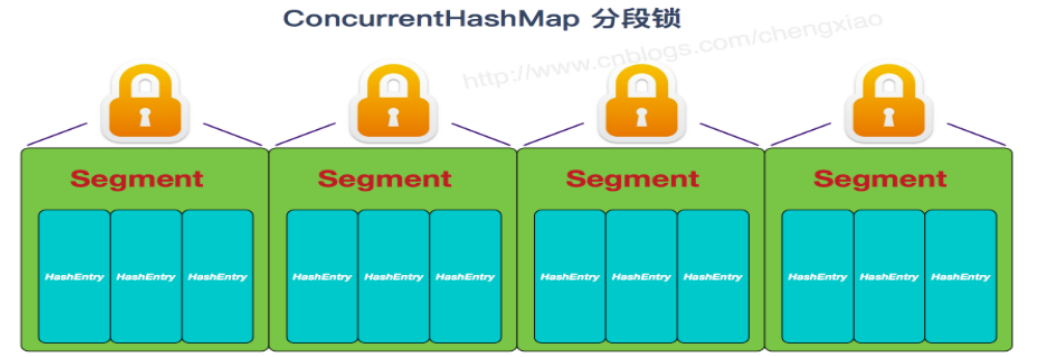 ConcurrentHashMap 分段锁
http://www.cnblogs.com/chengxiao
Segment Segment Segment Segment
HashEntry HashEntry HashEntry HashEntry HashEntry HashEntry HashEntry HashEntry HashEntry HashEntry HashEntry HashEntry